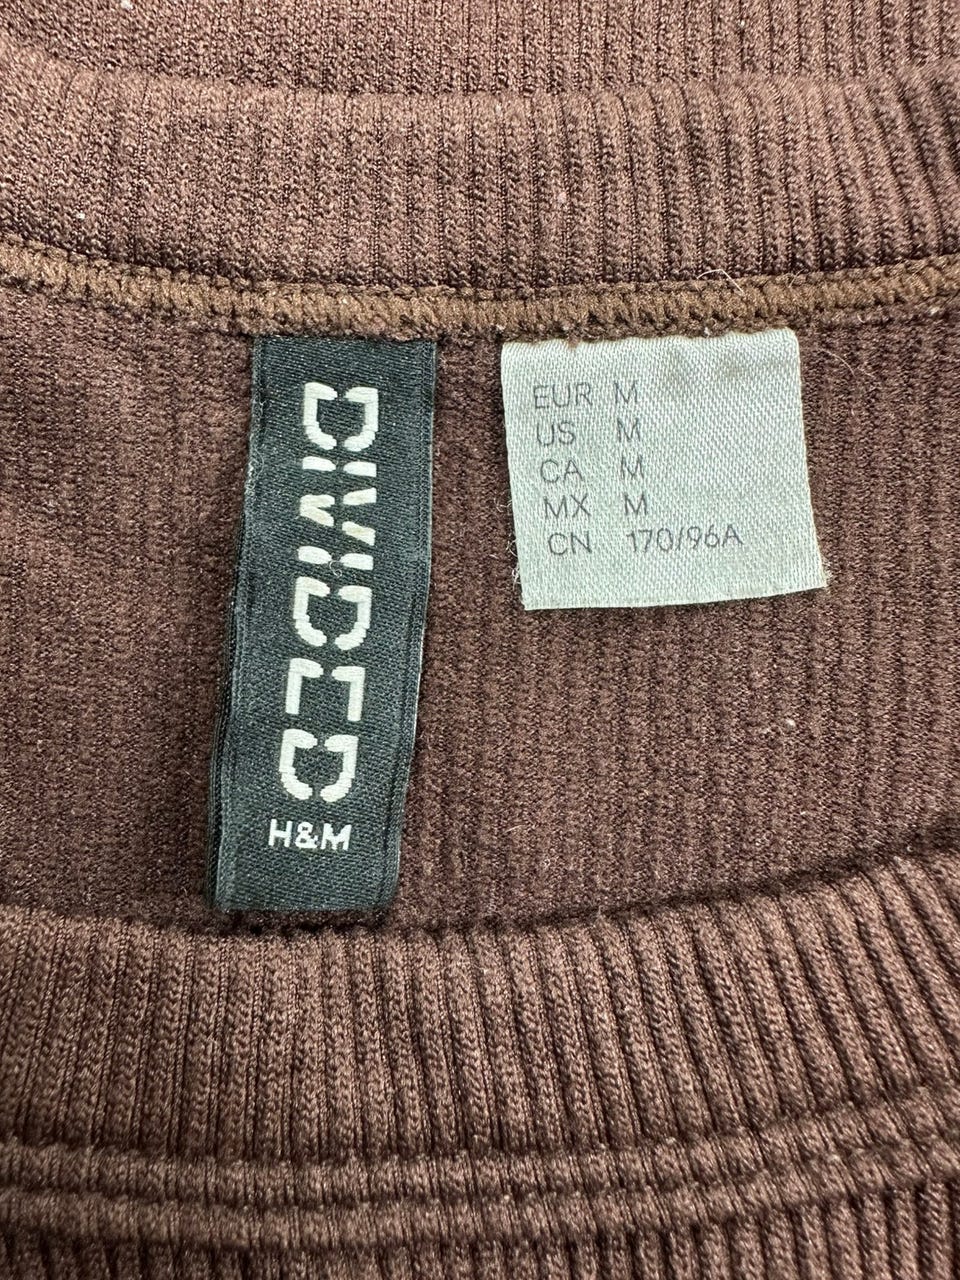 DIVIDED
H&M
EUR M
US M
CA M
MX M
CN 170/96A